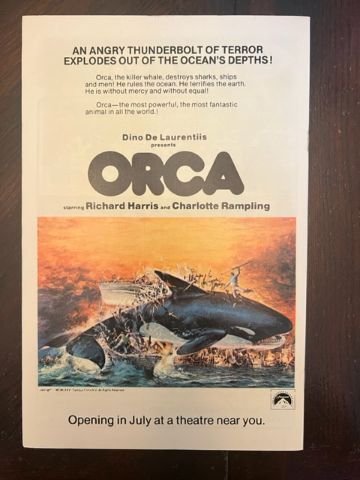 AN ANGRY THUNDERBOLT OF TERROR
EXPLODES OUT OF THE OCEAN'S DEPTHS!
Orca, the killer whale, destroys sharks, ships
and men! He rules the ocean. He terrifies the earth.
He is without mercy and without equal!
Orca—the most powerful, the most fantastic
animal in all the world!
Dino De Laurentiis
presents
ORCA
starring Richard Harris and Charlotte Rampling
Opening in July at a theatre near you.